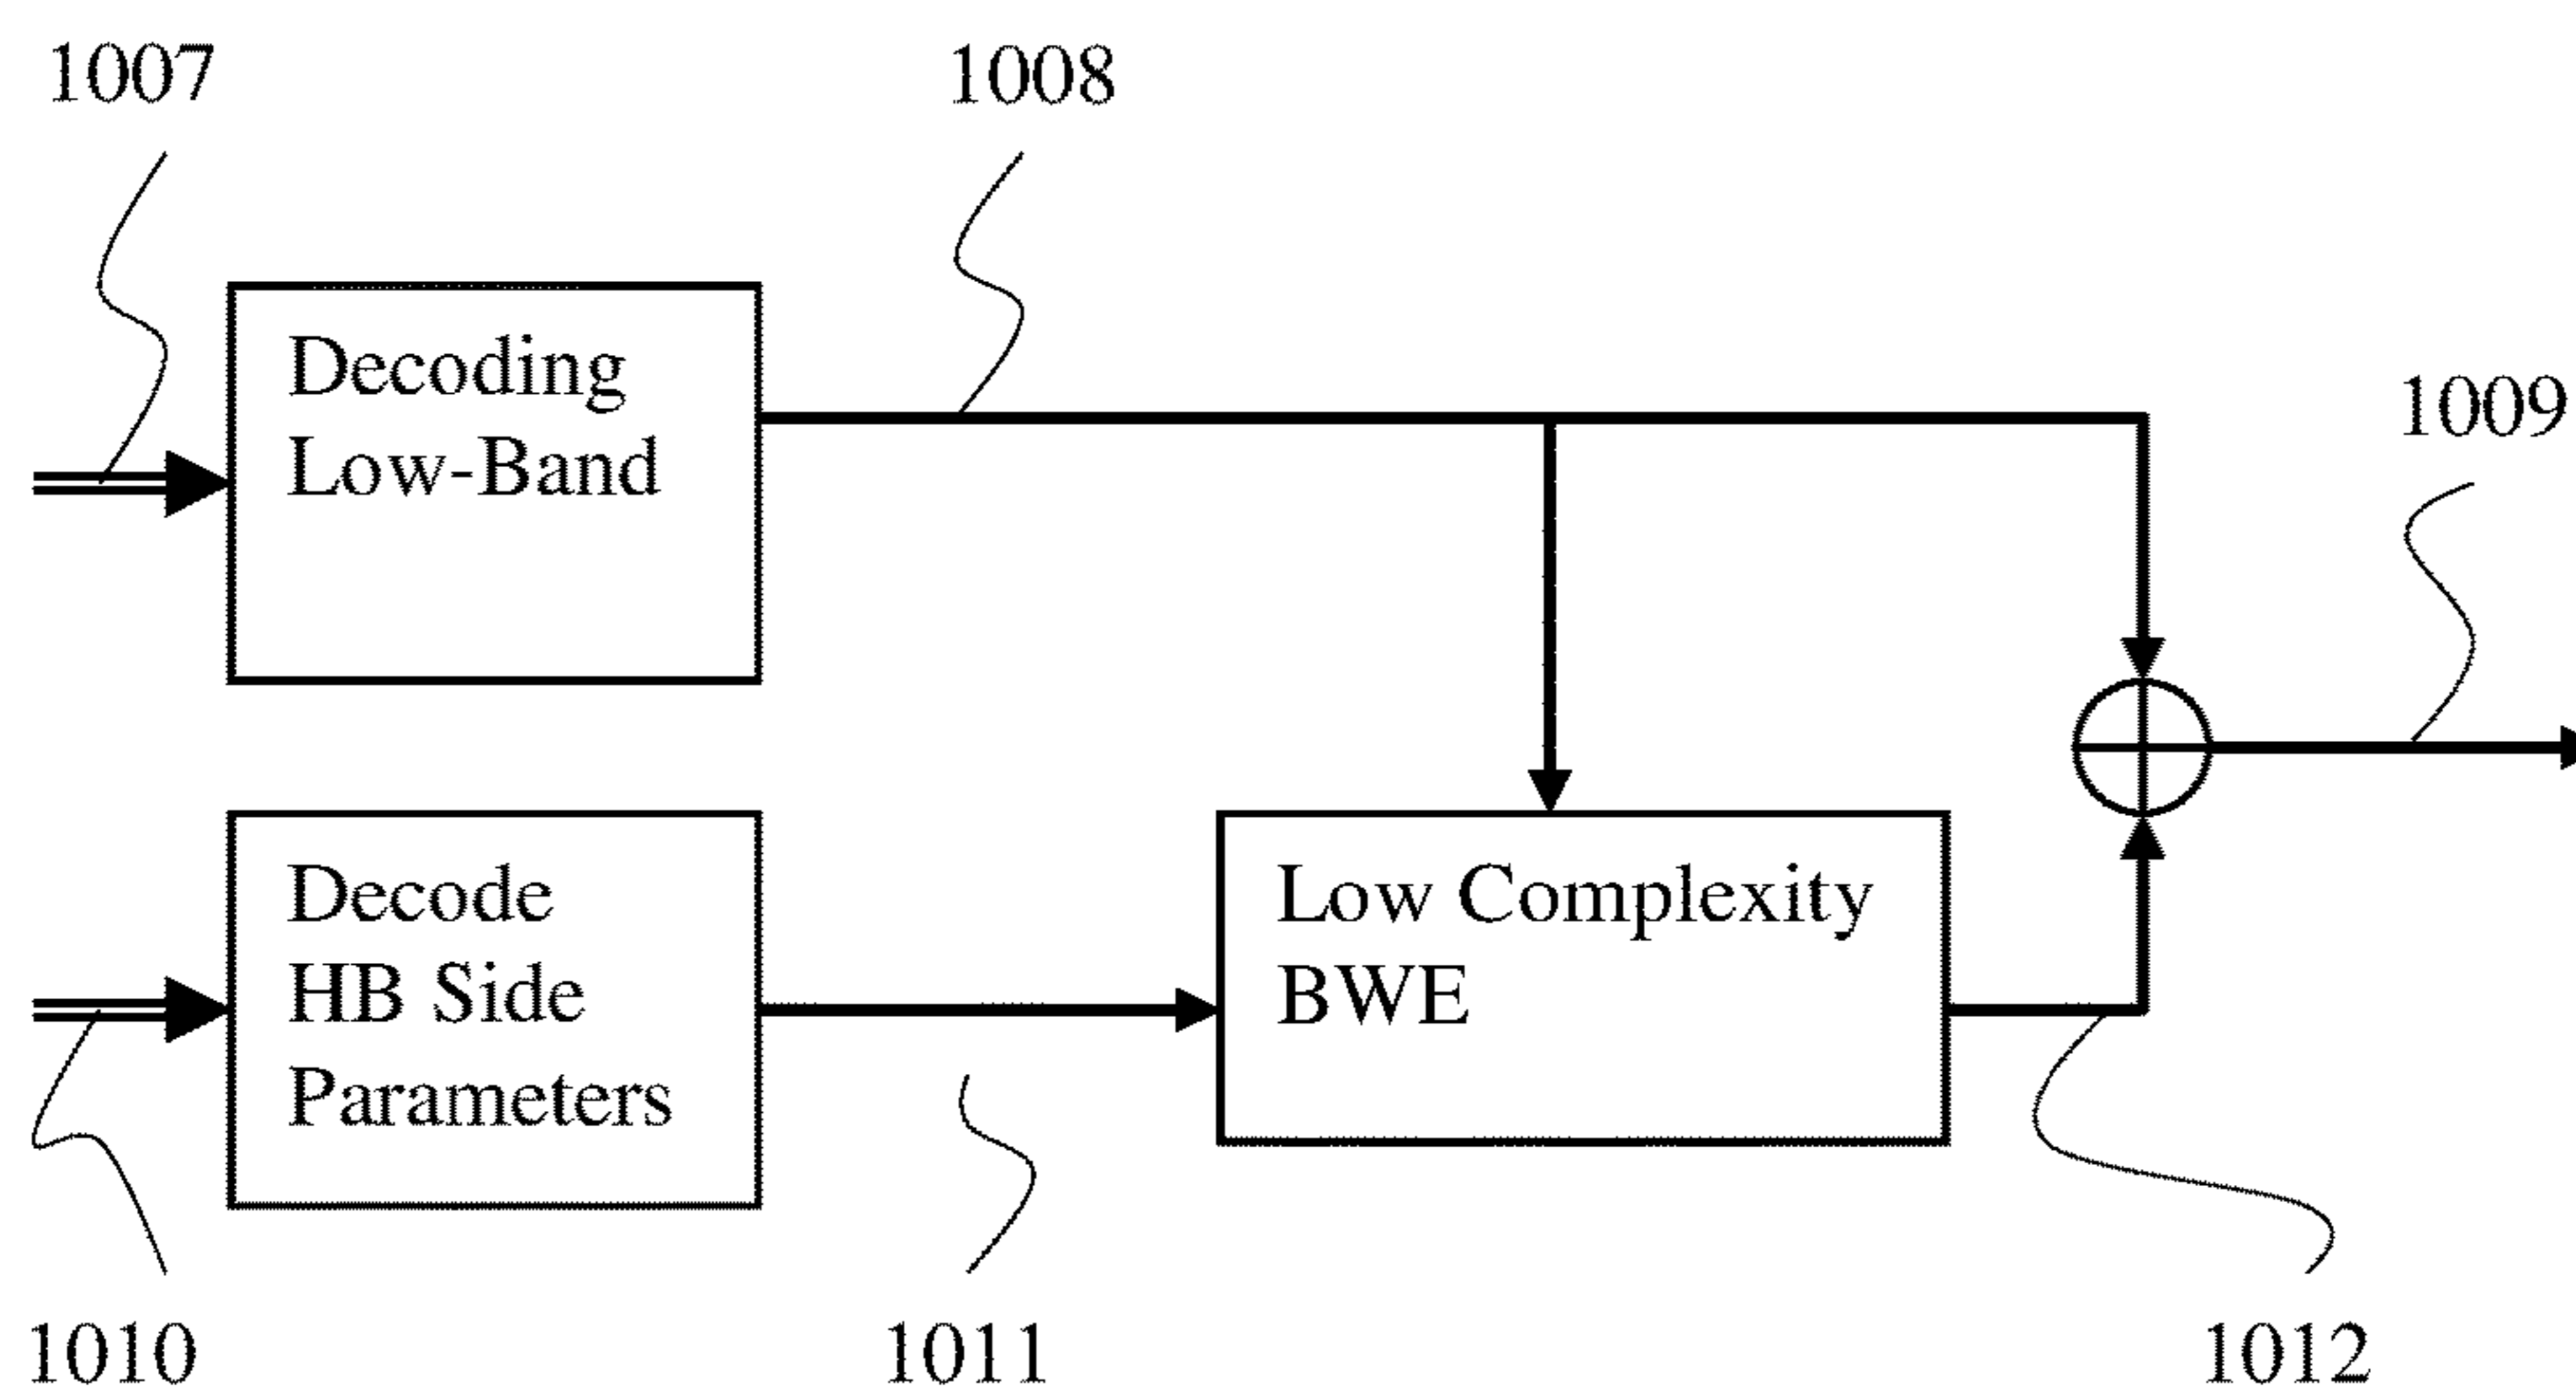 1007
1008
1009
Decoding
Low-Band
Decode
HB Side
Parameters
Low Complexity
BWE
1010
1011
1012